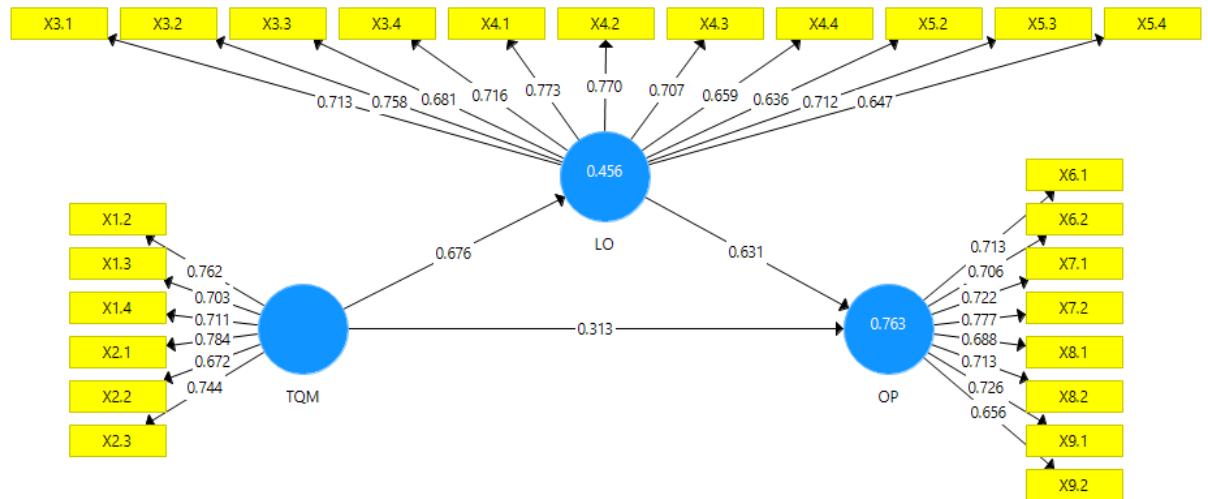 X3.1 X3.2 X3.3 X3.4 X4.1 X4.2 X4.3 X4.4 X5.2 X5.3 X5.4
0.713 0.758 0.681 0.716 0.773 0.770 0.707 0.659 0.636 0.712 0.647
0.456
LO
X1.2
X1.3
X1.4
X2.1
X2.2
X2.3
0.762
0.703
0.711
0.784
0.672
0.744
TQM
0.676
0.631
0.313
0.763
OP
0.713
0.706
0.722
0.777
0.688
0.713
0.726
0.656
X6.1
X6.2
X7.1
X7.2
X8.1
X8.2
X9.1
X9.2